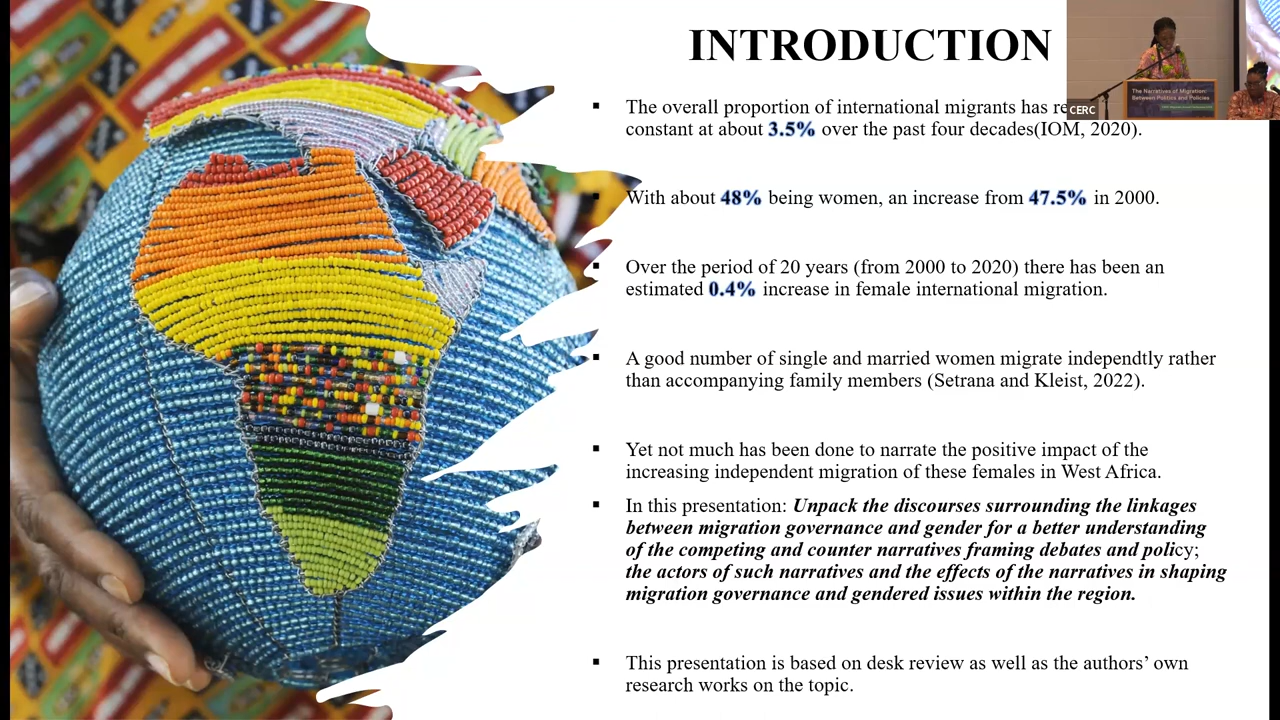 INTRODUCTION
The overall proportion of international migrants has
constant at about 3.5% over the past four decades(IOM, 2020).
With about 48% being women, an increase from 47.5% in 2000.
Over the period of 20 years (from 2000 to 2020) there has been an
estimated 0.4% increase in female international migration.
A good number of single and married women migrate independtly rather
than accompanying family members (Setrana and Kleist, 2022).
Yet not much has been done to narrate the positive impact of the
increasing independent migration of these females in West Africa.
In this presentation: Unpack the discourses surrounding the linkages
between migration governance and gender for a better understanding
of the competing and counter narratives framing debates and policy;
the actors of such narratives and the effects of the narratives in shaping
migration governance and gendered issues within the region.
This presentation is based on desk review as well as the authors' own
research works on the topic.
The Narratives of Migration:
Between Politics and Policies
CERC